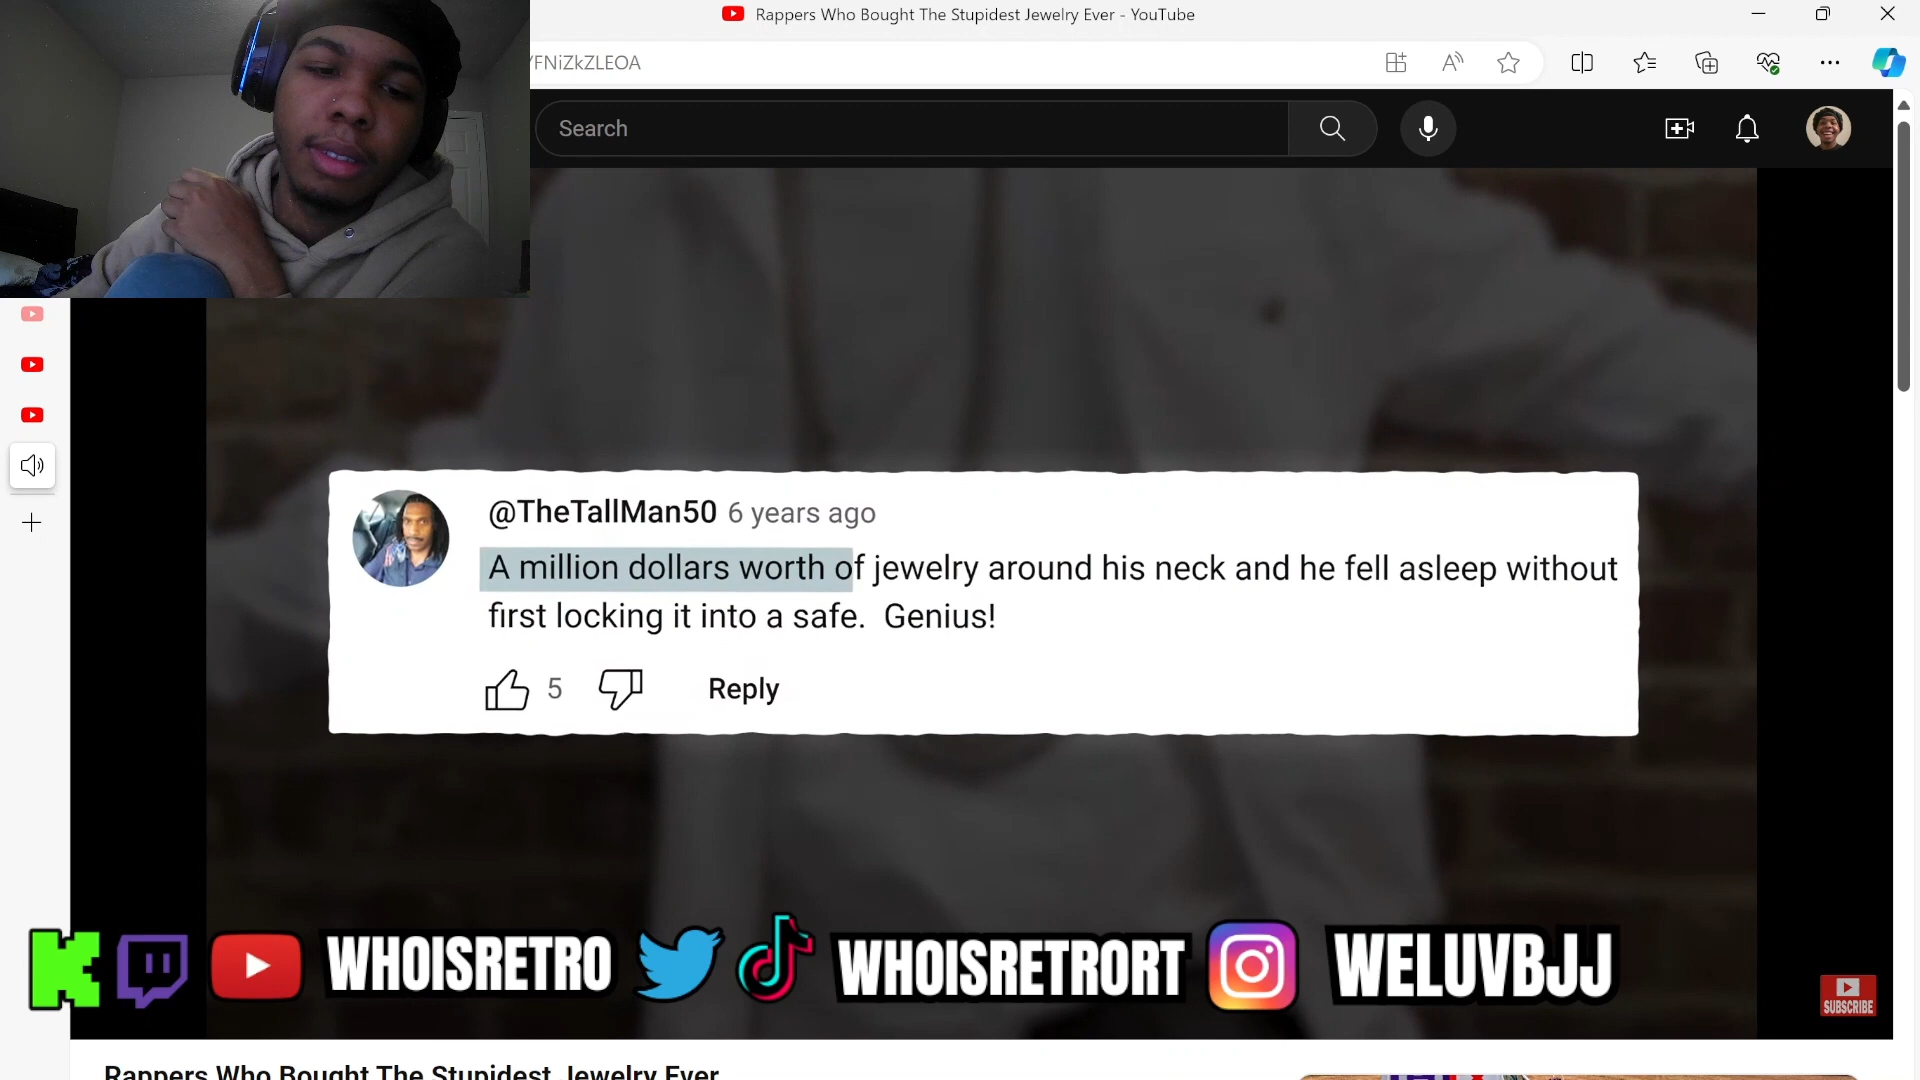 Rappers Who Bought The Stupidest Jewelry Ever - YouTube
/FNiZkZLEOA
Search
@TheTallMan50 6 years ago
A million dollars worth of jewelry around his neck and he fell asleep without
first locking it into a safe. Genius!
5
Reply
WHOISRETRO
WHOISRETRORT
WELUVBJJ
SUBSCRIBE
Rappers Who Bought The Stupidest Jewelry Ever